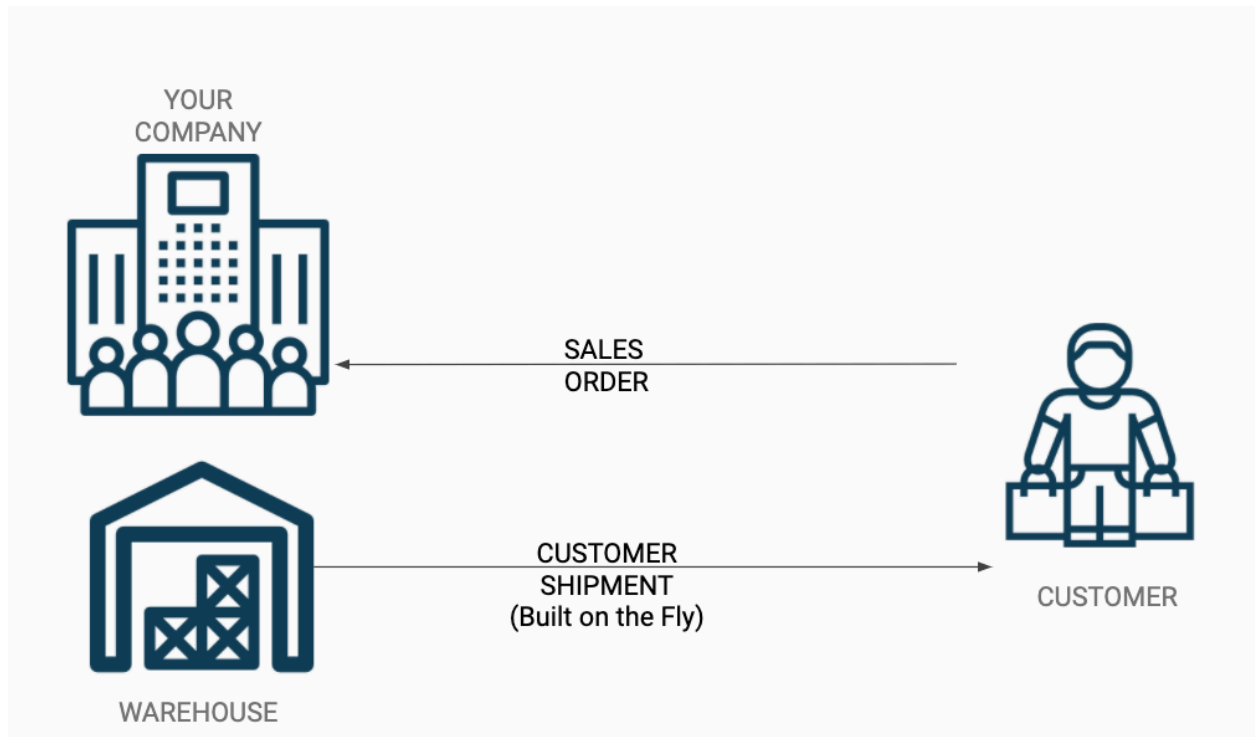 YOUR
COMPANY
SALES
ORDER
CUSTOMER
SHIPMENT
(Built on the Fly)
CUSTOMER
WAREHOUSE